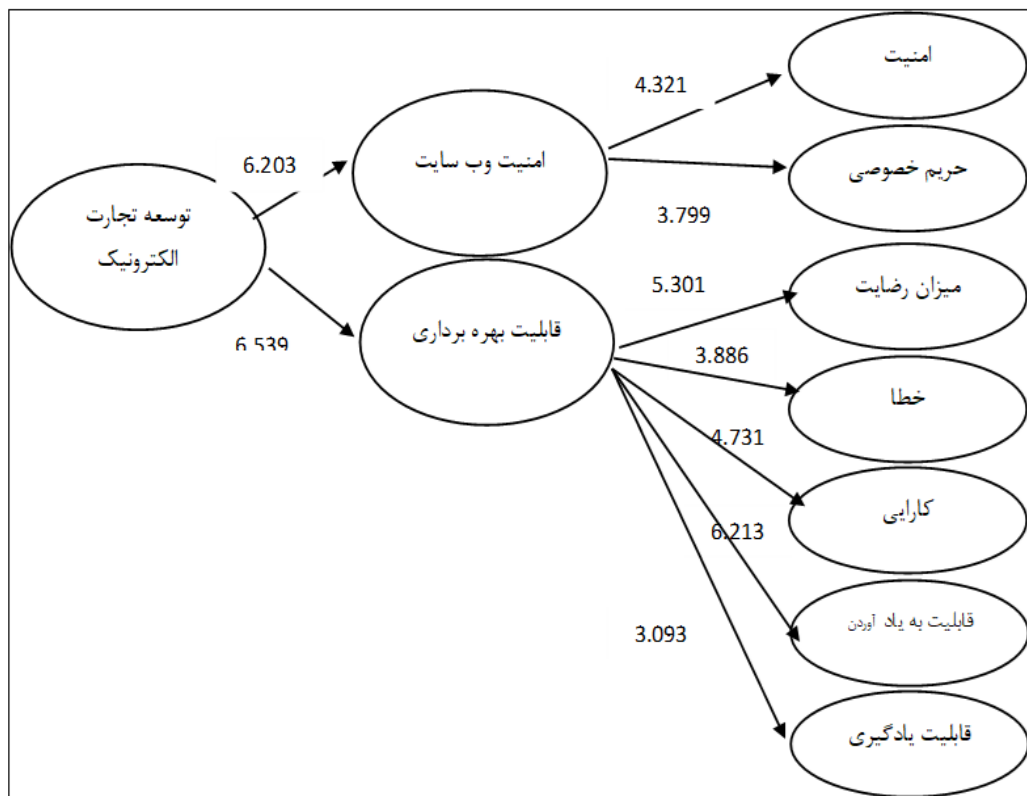 امنیت
4.321
امنیت وب سایت
6.203
حریم خصوصی
توسعه تجارت
الکترونیک
3.799
میزان رضایت
5.301
قابلیت بهره برداری
6.539
3.886
خطا
4.731
کارایی
6.213
قابلیت به یاد آوردن
3.093
قابلیت یادگیری